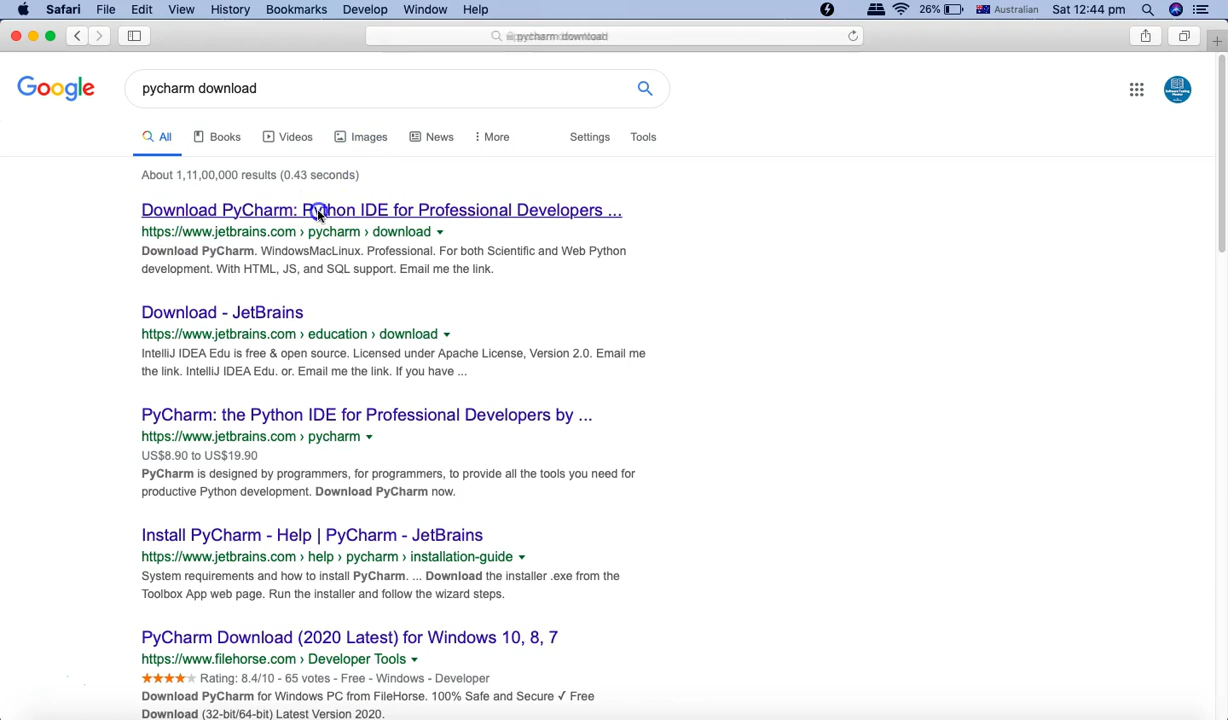 Safari File Edit View History Bookmarks Develop Window Help 26% Australian Sat 12:44 pm
pycharm download
Google pycharm download
All Books Videos Images News More Settings Tools
About 1,11,00,000 results (0.43 seconds)
Download PyCharm: Python IDE for Professional Developers ...
https://www.jetbrains.com › pycharm › download
Download PyCharm. WindowsMacLinux. Professional. For both Scientific and Web Python
development. With HTML, JS, and SQL support. Email me the link.
Download - JetBrains
https://www.jetbrains.com › education › download
IntelliJ IDEA Edu is free & open source. Licensed under Apache License, Version 2.0. Email me
the link. IntelliJ IDEA Edu. or. Email me the link. If you have ...
PyCharm: the Python IDE for Professional Developers by ...
https://www.jetbrains.com › pycharm
US$8.90 to US$19.90
PyCharm is designed by programmers, for programmers, to provide all the tools you need for
productive Python development. Download PyCharm now.
Install PyCharm - Help | PyCharm - JetBrains
https://www.jetbrains.com › help › pycharm › installation-guide
System requirements and how to install PyCharm. ... Download the installer .exe from the
Toolbox App web page. Run the installer and follow the wizard steps.
PyCharm Download (2020 Latest) for Windows 10, 8, 7
https://www.filehorse.com › Developer Tools
Rating: 8.4/10 - 65 votes - Free - Windows - Developer
Download PyCharm for Windows PC from FileHorse. 100% Safe and Secure ✓ Free
Download (32-bit/64-bit) Latest Version 2020.